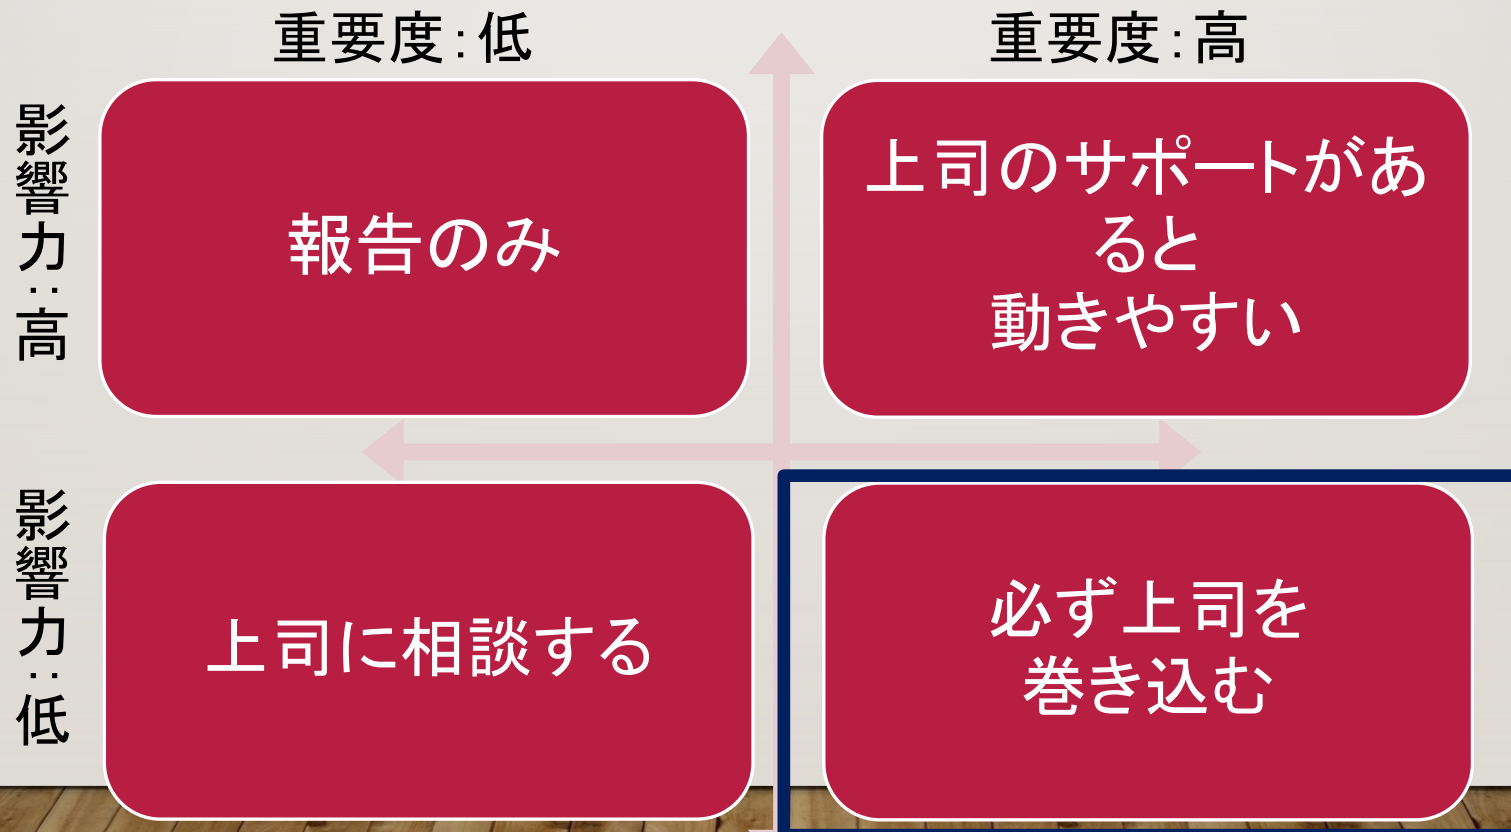 重要度:低
重要度:高
影響力:高
報告のみ
上司のサポートがあ
ると
動きやすい
影響力:低
上司に相談する
必ず上司を
巻き込む